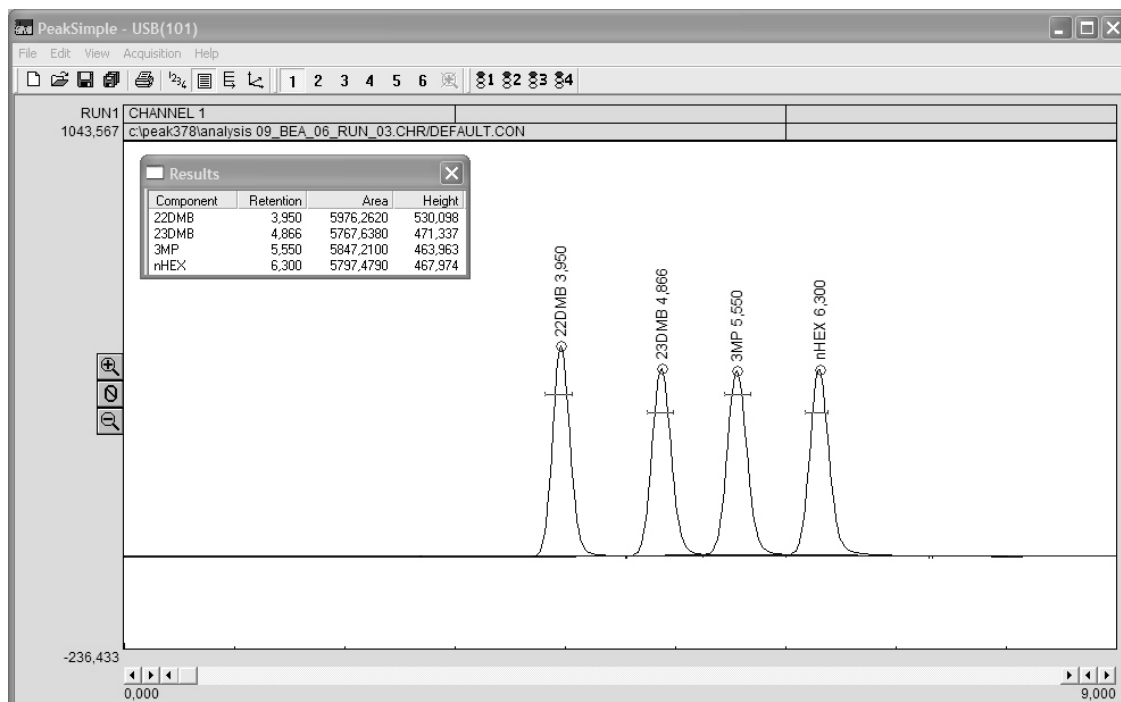 PeakSimple - USB(101)
File Edit View Acquisition Help
1 2 3 4 5 6 1 2 3 4
RUN1 CHANNEL 1
1043,567 c:\peak378\analysis 09_BEA_06_RUN_03.CHR/DEFAULT.CON
Results
Component Retention Area Height
22DMB 3,950 5976,2620 530,098
23DMB 4,866 5767,6380 471,337
3MP 5,550 5847,2100 463,963
nHEX 6,300 5797,4790 467,974
22DMB 3,950
23DMB 4,866
3MP 5,550
nHEX 6,300
-236,433
0,000 9,000